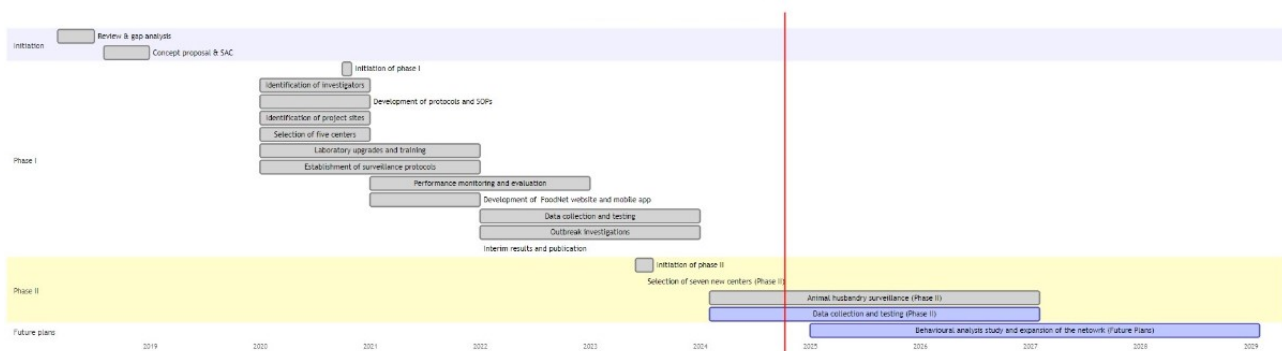 Initiation
Review & gap analysis
Concept proposal & SAC
Phase I
Initiation of phase I
Identification of investigators
Development of protocols and SOPs
Identification of project sites
Selection of five centers
Laboratory upgrades and training
Establishment of surveillance protocols
Performance monitoring and evaluation
Development of FoodNet website and mobile app
Data collection and testing
Outbreak investigations
Interim results and publication
Phase II
Initiation of phase II
Selection of seven new centers (Phase II)
Animal husbandry surveillance (Phase II)
Data collection and testing (Phase II)
Future plans
Behavioural analysis study and expansion of the netowrk (Future Plans)
2019 2020 2021 2022 2023 2024 2025 2026 2027 2028 2029